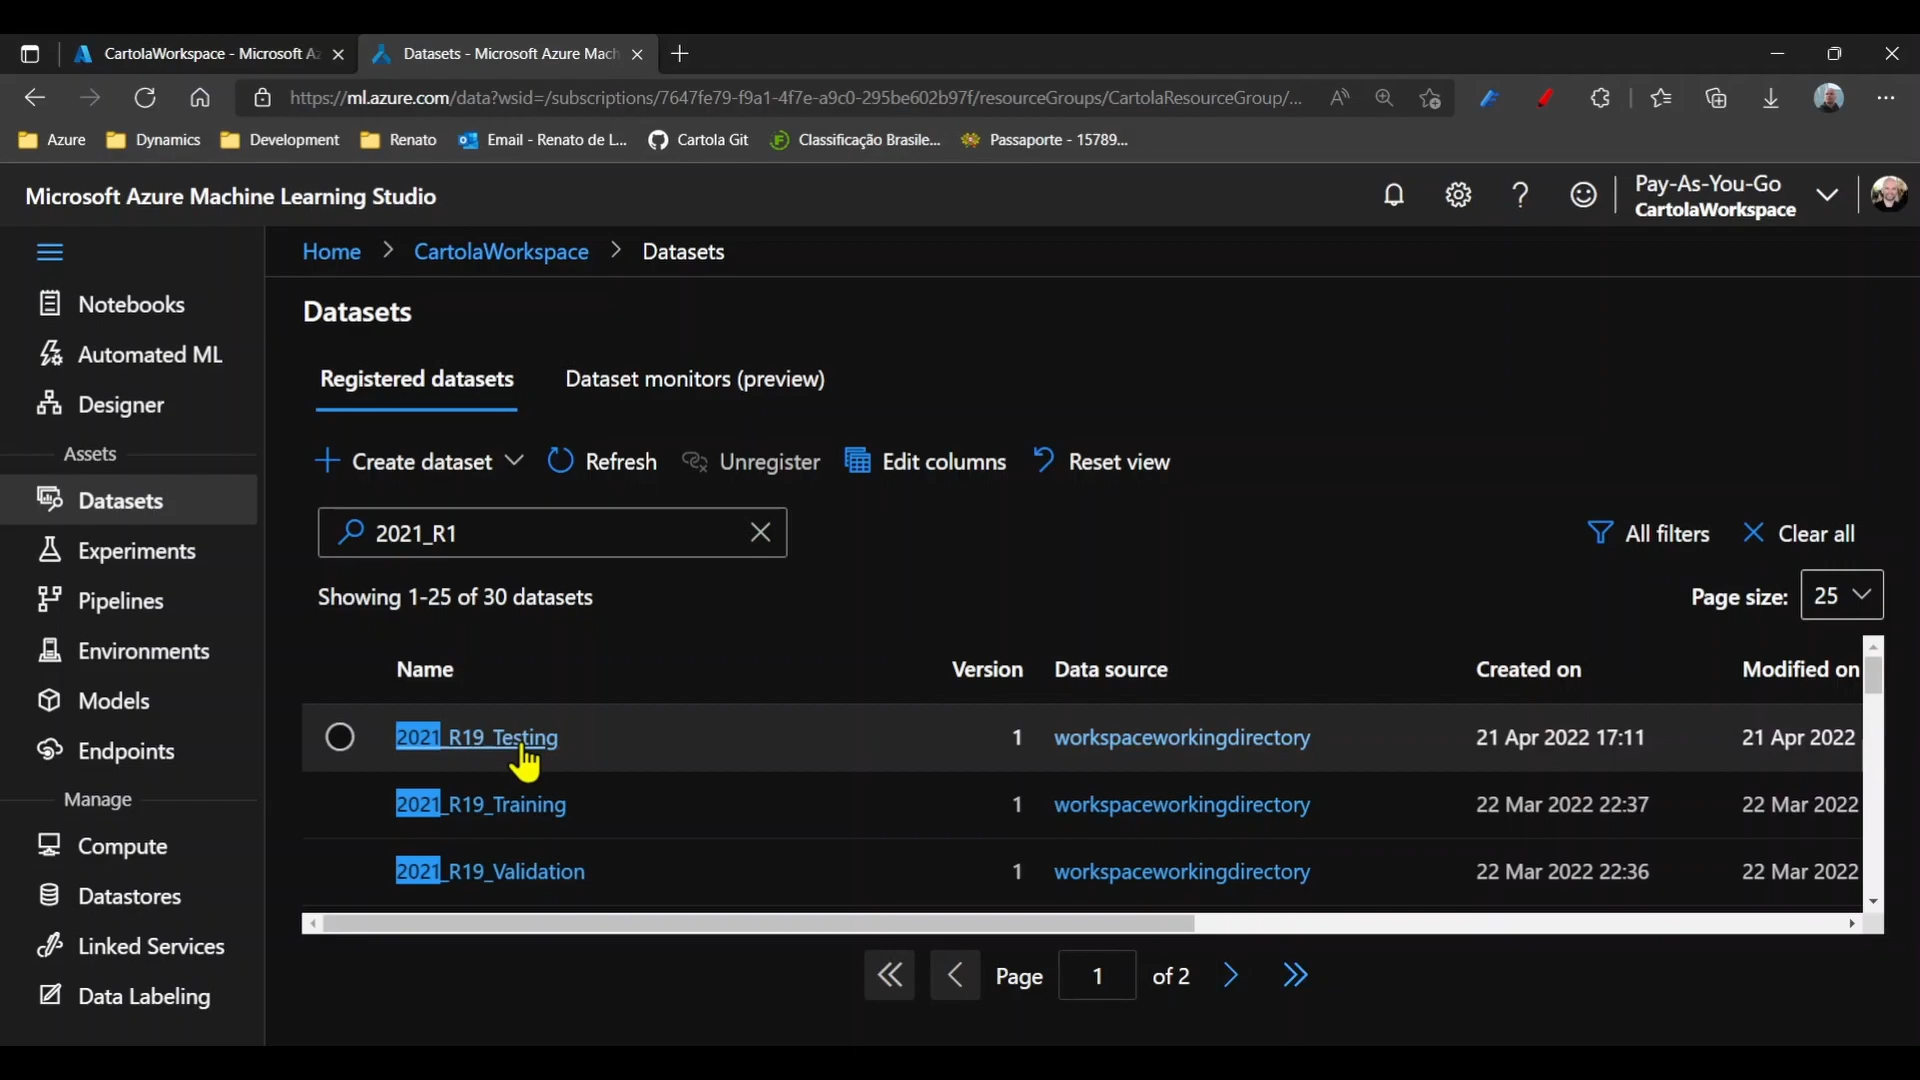 CartolaWorkspace - Microsoft Az
Datasets - Microsoft Azure Mach
https://ml.azure.com/data?wsid=/subscriptions/7647fe79-f9a1-4f7e-a9c0-295be602b97f/resourceGroups/CartolaResourceGroup/...
Azure
Dynamics
Development
Renato
Email - Renato de L...
Cartola Git
Classificação Brasile...
Passaporte - 15789...
Microsoft Azure Machine Learning Studio
Pay-As-You-Go
CartolaWorkspace
Home > CartolaWorkspace > Datasets
Notebooks
Automated ML
Designer
Assets
Datasets
Experiments
Pipelines
Environments
Models
Endpoints
Manage
Compute
Datastores
Linked Services
Data Labeling
Datasets
Registered datasets
Dataset monitors (preview)
Create dataset
Refresh
Unregister
Edit columns
Reset view
2021_R1
All filters
Clear all
Showing 1-25 of 30 datasets
Page size: 25
Name Version Data source Created on Modified on
2021_R19_Testing 1 workspaceworkingdirectory 21 Apr 2022 17:11 21 Apr 2022
2021_R19_Training 1 workspaceworkingdirectory 22 Mar 2022 22:37 22 Mar 2022
2021_R19_Validation 1 workspaceworkingdirectory 22 Mar 2022 22:36 22 Mar 2022
Page 1 of 2